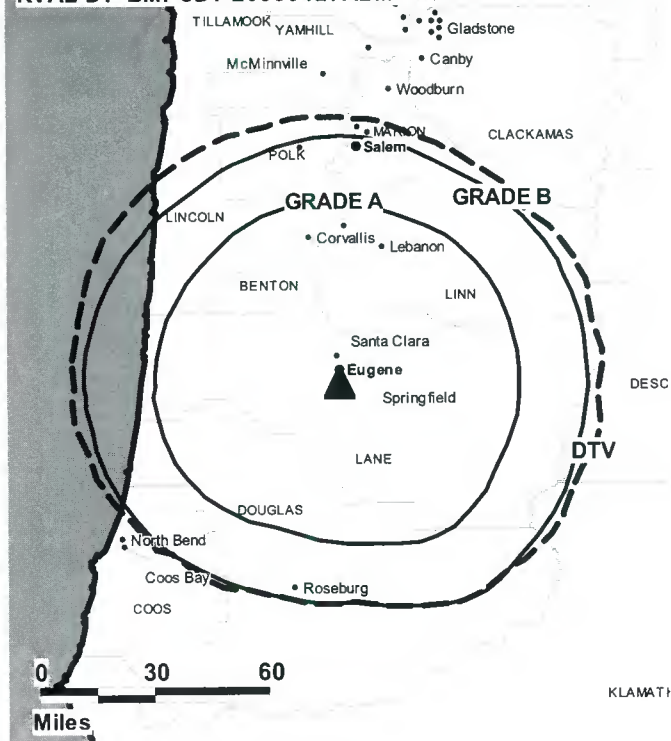 TILLAMOOK
YAMHILL
Gladstone
McMinnville
Canby
Woodburn
MARION
CLACKAMAS
Salem
POLK
GRADE A
GRADE B
LINCOLN
Corvallis
Lebanon
BENTON
LINN
Santa Clara
Eugene
DESC
Springfield
DTV
LANE
DOUGLAS
North Bend
Coos Bay
Roseburg
COOS
0 30 60
KLAMATH
Miles